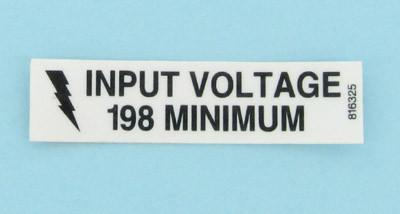 INPUT VOLTAGE
198 MINIMUM
816325